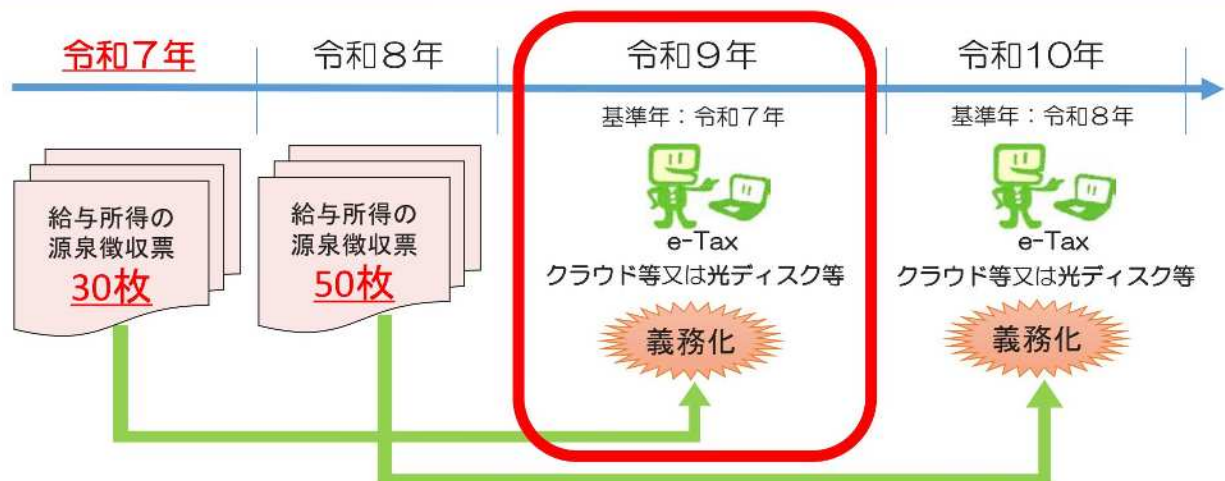 令和7年
令和8年
令和9年
令和10年
基準年：令和7年
基準年：令和8年
給与所得の
源泉徴収票
30枚
給与所得の
源泉徴収票
50枚
e-Tax
クラウド等又は光ディスク等
義務化
e-Tax
クラウド等又は光ディスク等
義務化